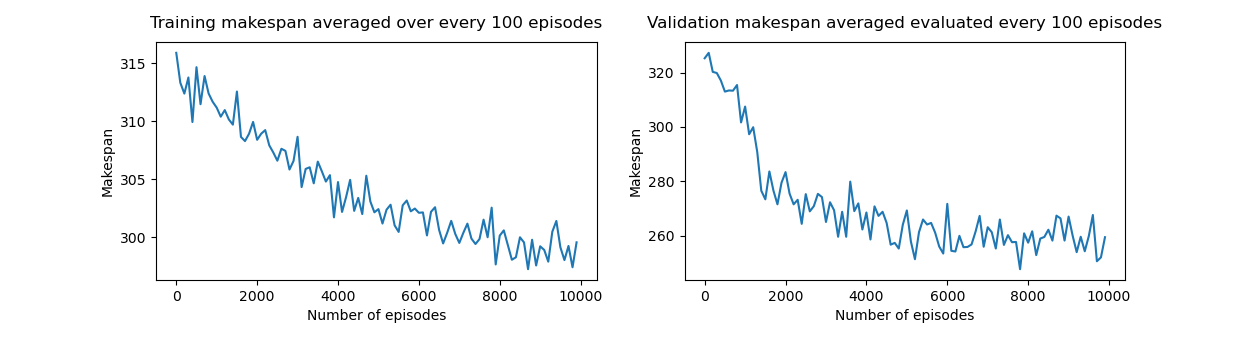 Training makespan averaged over every 100 episodes
315
310
305
300
Makespan
0 2000 4000 6000 8000 10000
Number of episodes
Validation makespan averaged evaluated every 100 episodes
320
300
280
260
Makespan
0 2000 4000 6000 8000 10000
Number of episodes